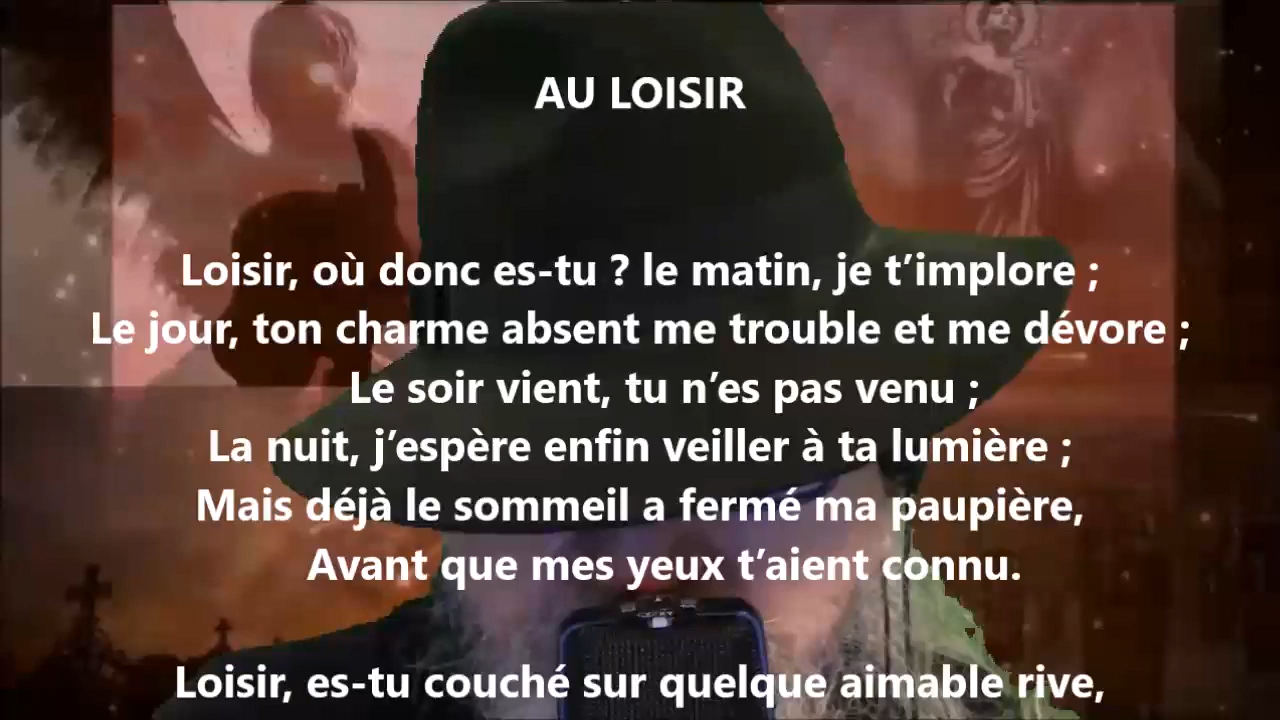 AU LOISIR
Loisir, où donc es-tu ? le matin, je t’implore ;
Le jour, ton charme absent me trouble et me dévore ;
Le soir vient, tu n’es pas venu ;
La nuit, j’espère enfin veiller à ta lumière ;
Mais déjà le sommeil a fermé ma paupière,
Avant que mes yeux t’aient connu.
Loisir, es-tu couché sur quelque aimable rive,